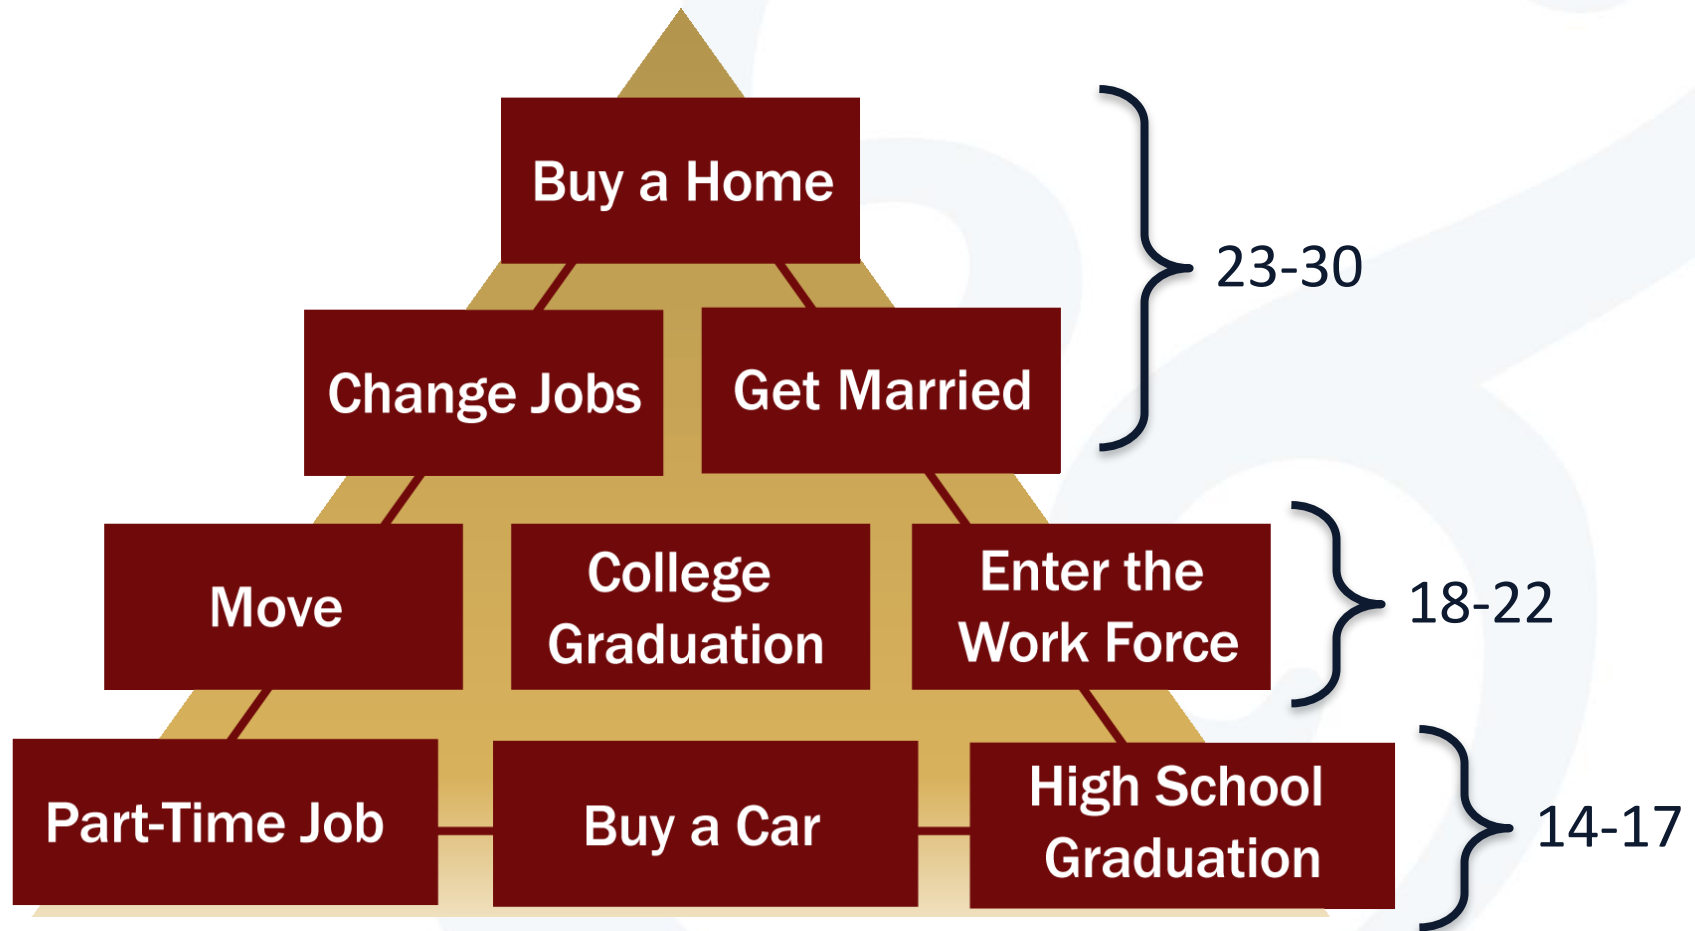 Buy a Home
23-30
Change Jobs
Get Married
Move
College
Graduation
Enter the
Work Force
18-22
Part-Time Job
Buy a Car
High School
Graduation
14-17